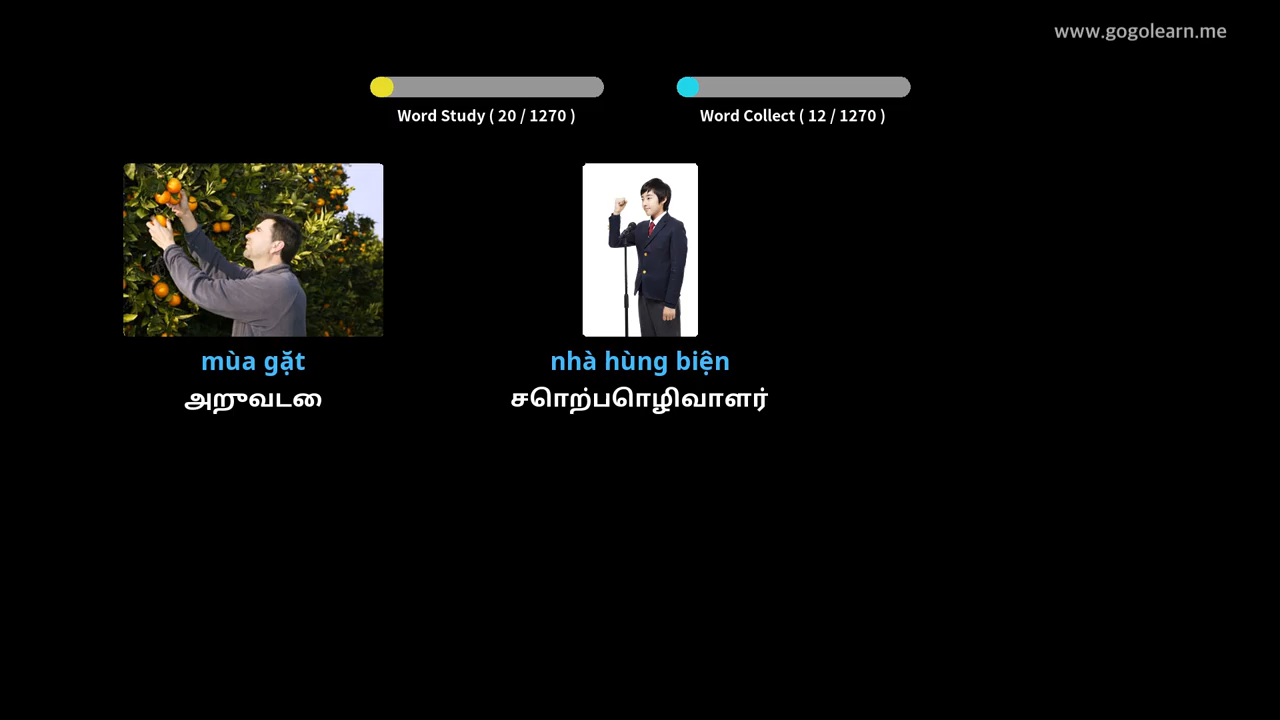 www.gogolearn.me
Word Study ( 20 / 1270 )
Word Collect ( 12 / 1270 )
mùa gặt
அறுவடை
nhà hùng biện
சொற்பொழிவாளர்